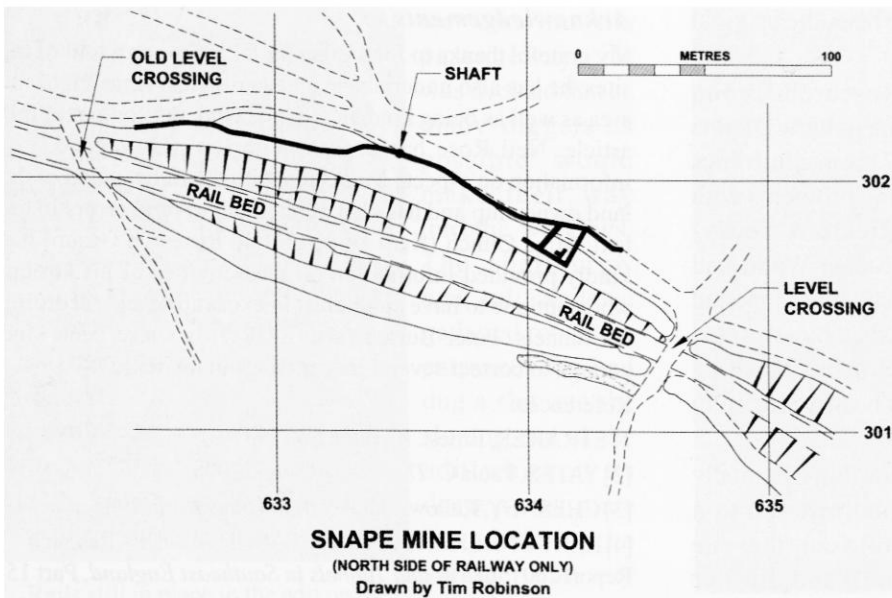 OLD LEVEL
CROSSING
SHAFT
METRES
0
100
302
RAIL BED
LEVEL
CROSSING
RAIL BED
301
633
634
635
SNAPE MINE LOCATION
(NORTH SIDE OF RAILWAY ONLY)
Drawn by Tim Robinson